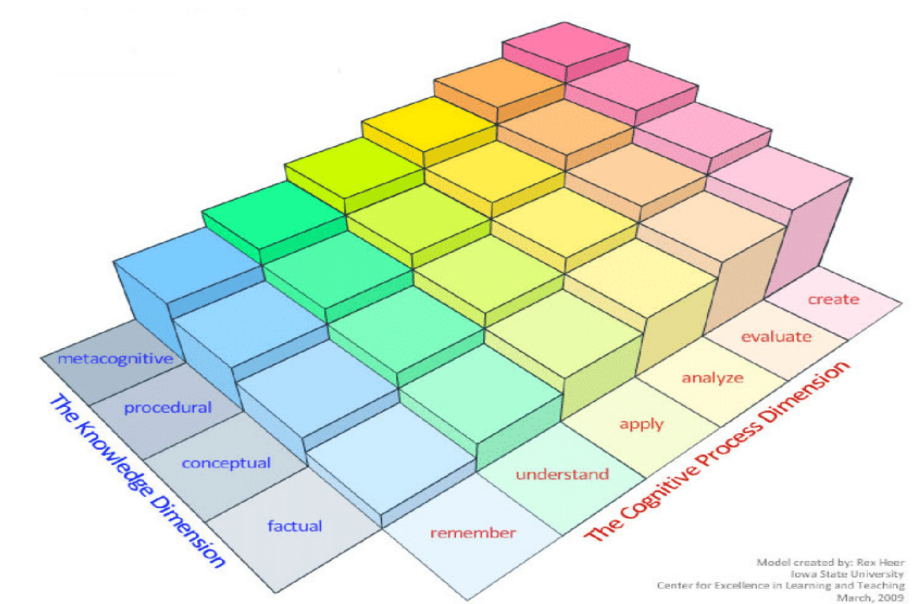 metacognitive
procedural
conceptual
factual
The Knowledge Dimension
remember
understand
apply
analyze
evaluate
create
The Cognitive Process Dimension
Model created by: Rex Heer
Iowa State University
Center for Excellence in Learning and Teaching
March, 2009